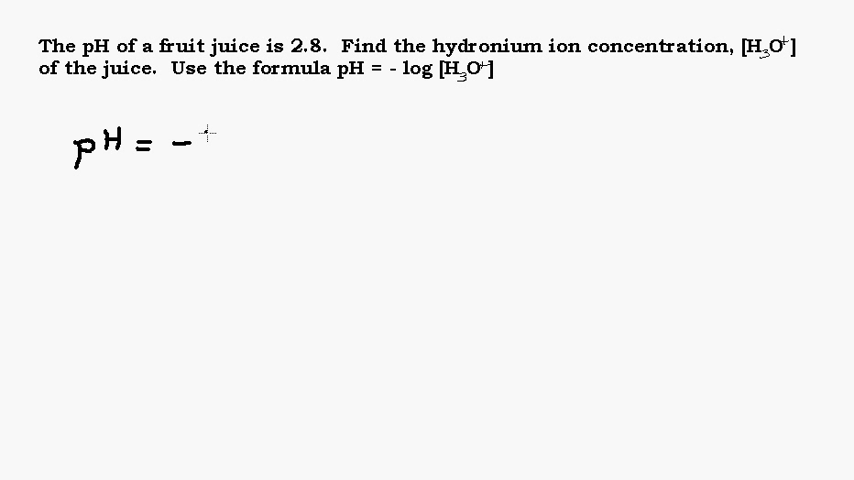 The pH of a fruit juice is 2.8. Find the hydronium ion concentration, [H₃O⁺]
of the juice. Use the formula pH = - log [H₃O⁺]
pH = -